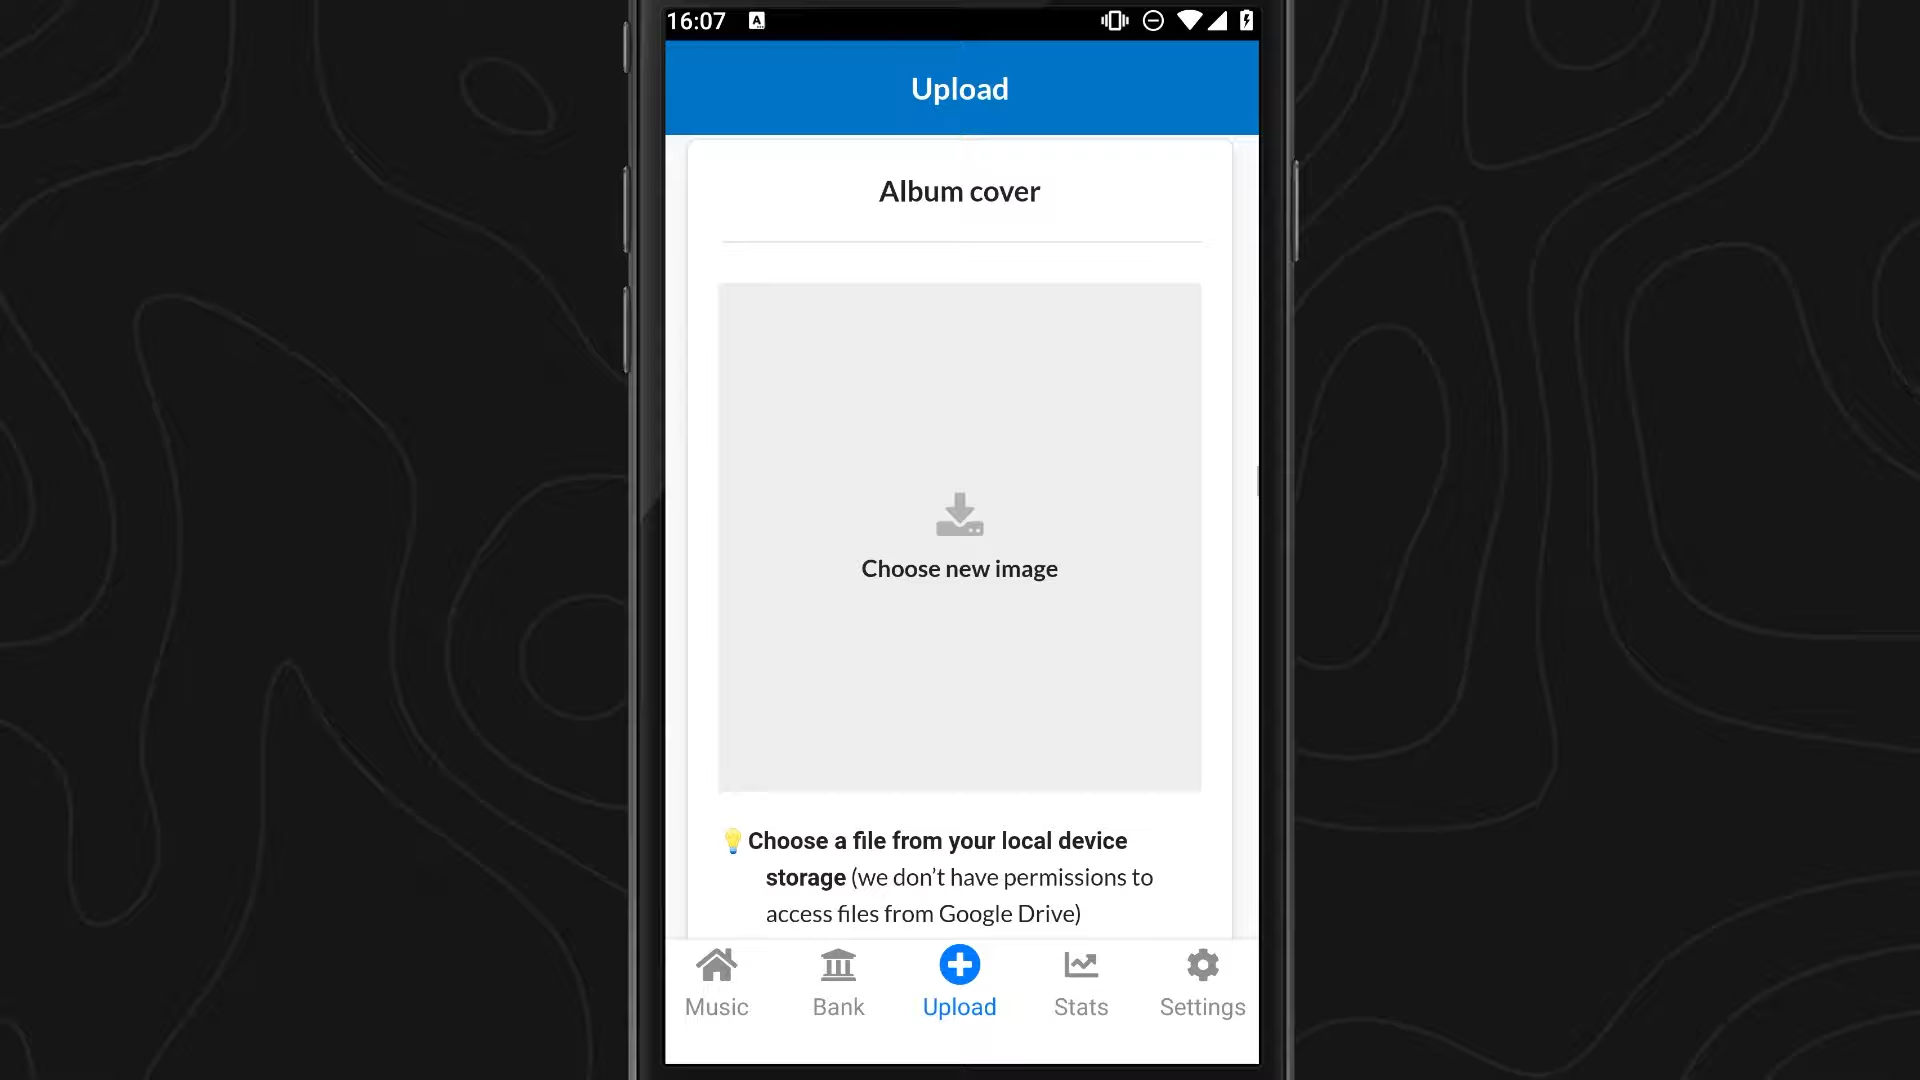 16:07
Upload
Album cover
Choose new image
💡Choose a file from your local device
storage (we don’t have permissions to
access files from Google Drive)
Music
Bank
Upload
Stats
Settings